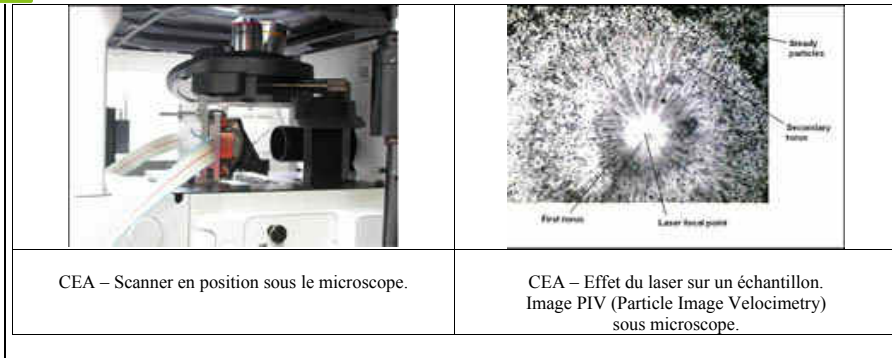 Steady
particles
Secondary
torus
First torus
Laser focal point
CEA – Scanner en position sous le microscope.
CEA – Effet du laser sur un échantillon.
Image PIV (Particle Image Velocimetry)
sous microscope.